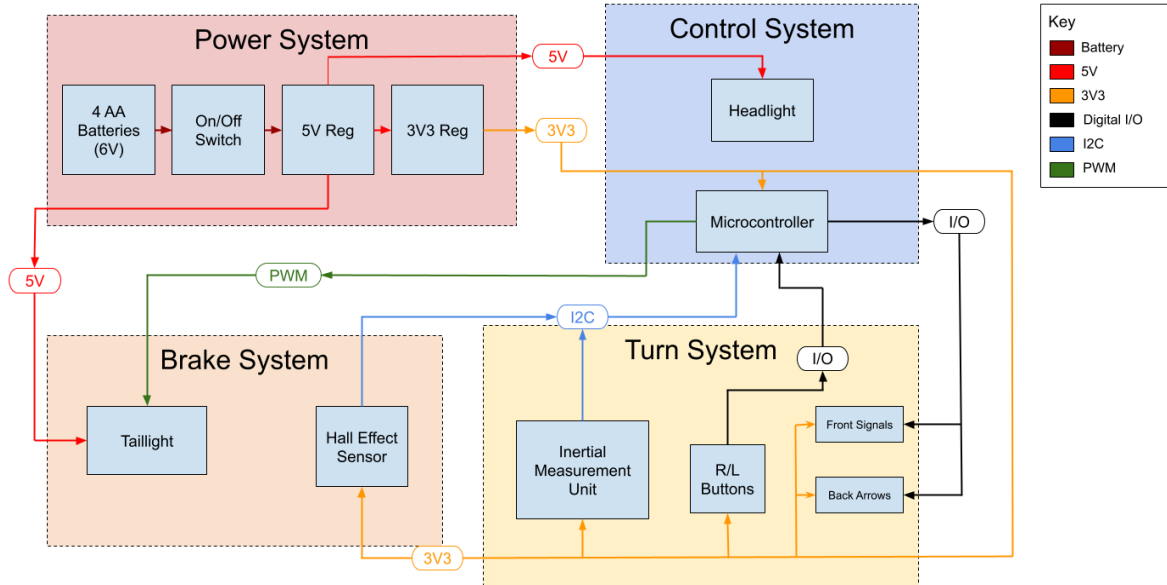 Power System
4 AA
Batteries
(6V)
On/Off
Switch
5V Reg
3V3 Reg
5V
3V3
Control System
Headlight
Microcontroller
I/O
Key
Battery
5V
3V3
Digital I/O
I2C
PWM
5V
PWM
I2C
Brake System
Taillight
Hall Effect
Sensor
3V3
Turn System
I/O
Inertial
Measurement
Unit
R/L
Buttons
Front Signals
Back Arrows